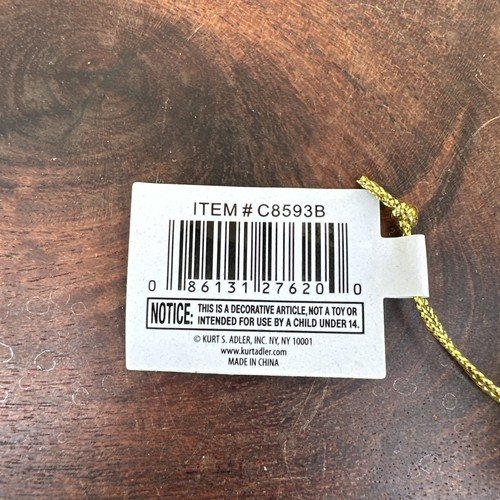 ITEM # C8593B
0 86131 27620 0
NOTICE: THIS IS A DECORATIVE ARTICLE, NOT A TOY OR
INTENDED FOR USE BY A CHILD UNDER 14.
© KURT S. ADLER, INC. NY, NY 10001
www.kurtadler.com
MADE IN CHINA